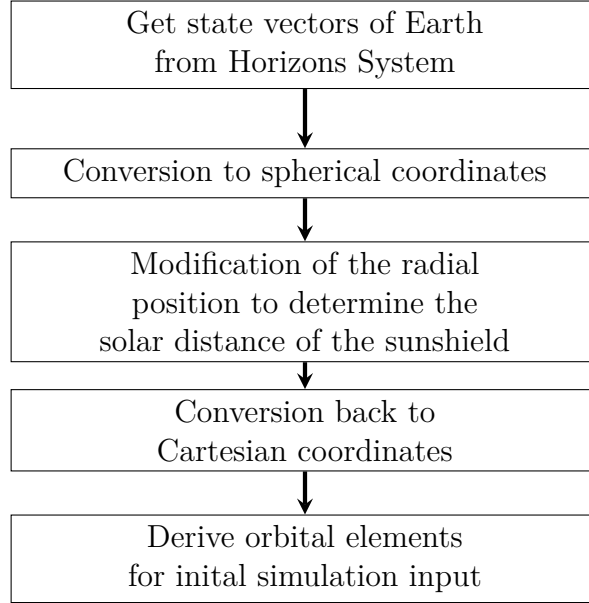 Get state vectors of Earth
from Horizons System
Conversion to spherical coordinates
Modification of the radial
position to determine the
solar distance of the sunshield
Conversion back to
Cartesian coordinates
Derive orbital elements
for inital simulation input